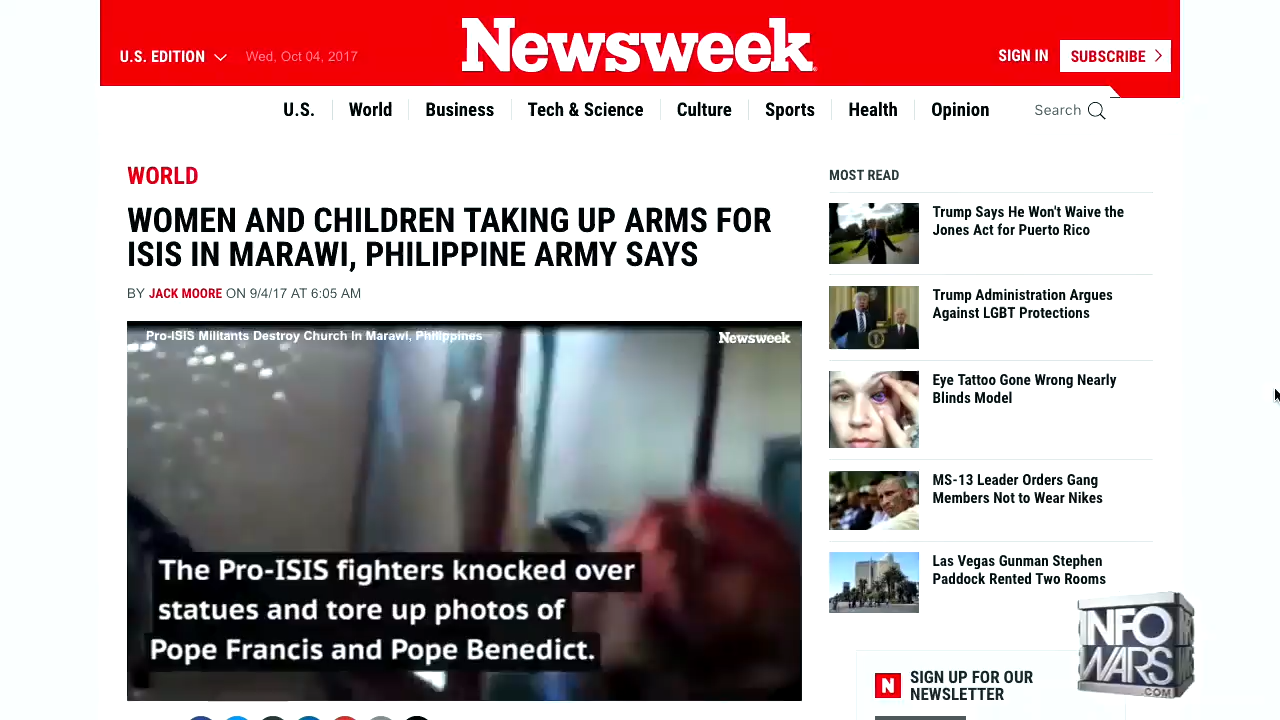 U.S. EDITION
Wed, Oct 04, 2017
Newsweek
SIGN IN
SUBSCRIBE
U.S.
World
Business
Tech & Science
Culture
Sports
Health
Opinion
Search
WORLD
WOMEN AND CHILDREN TAKING UP ARMS FOR
ISIS IN MARAWI, PHILIPPINE ARMY SAYS
BY JACK MOORE ON 9/4/17 AT 6:05 AM
Pro-ISIS Militants Destroy Church In Marawi, Philippines
Newsweek
The Pro-ISIS fighters knocked over
statues and tore up photos of
Pope Francis and Pope Benedict.
MOST READ
Trump Says He Won't Waive the
Jones Act for Puerto Rico
Trump Administration Argues
Against LGBT Protections
Eye Tattoo Gone Wrong Nearly
Blinds Model
MS-13 Leader Orders Gang
Members Not to Wear Nikes
Las Vegas Gunman Stephen
Paddock Rented Two Rooms
N
SIGN UP FOR OUR
NEWSLETTER
INFO
WARS
.COM